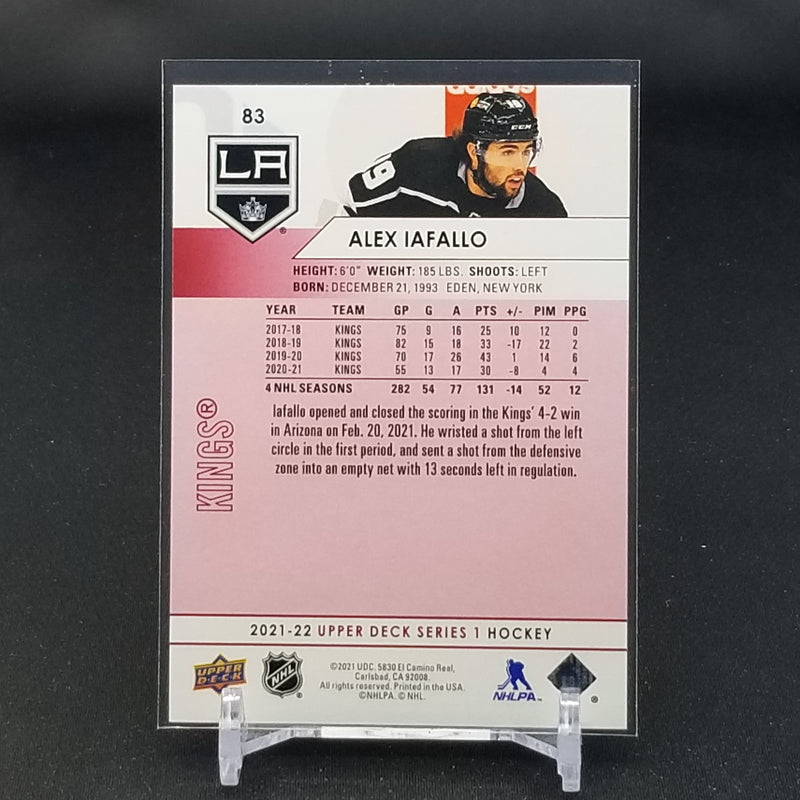 83
LA
ALEX IAFALLO
HEIGHT: 6'0" WEIGHT: 185 LBS. SHOOTS: LEFT
BORN: DECEMBER 21, 1993 EDEN, NEW YORK
YEAR TEAM GP G A PTS +/- PIM PPG
2017-18 KINGS 75 9 16 25 10 12 0
2018-19 KINGS 82 15 18 33 -17 22 2
2019-20 KINGS 70 17 26 43 1 14 6
2020-21 KINGS 55 13 17 30 -8 4 4
4 NHL SEASONS 282 54 77 131 -14 52 12
Iafallo opened and closed the scoring in the Kings' 4-2 win
in Arizona on Feb. 20, 2021. He wristed a shot from the left
circle in the first period, and sent a shot from the defensive
zone into an empty net with 13 seconds left in regulation.
KINGS®
2021-22 UPPER DECK SERIES 1 HOCKEY
UPPER DECK
NHL
©2021 UDC. 5830 El Camino Real,
Carlsbad, CA 92008.
All rights reserved. Printed in the USA.
©NHLPA. © NHL.
NHLPA
19
CCM